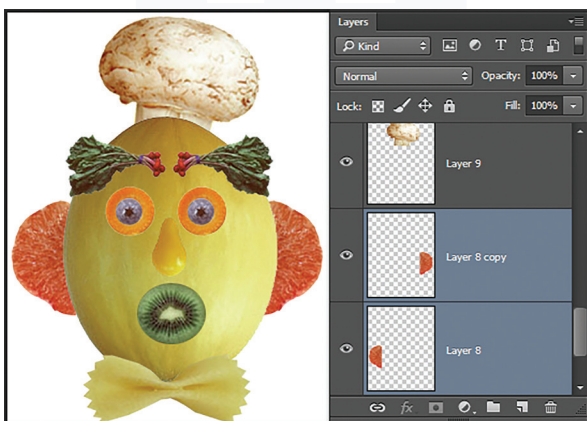 Layers
Kind
Normal
Opacity: 100%
Lock:
Fill: 100%
Layer 9
Layer 8 copy
Layer 8
fx